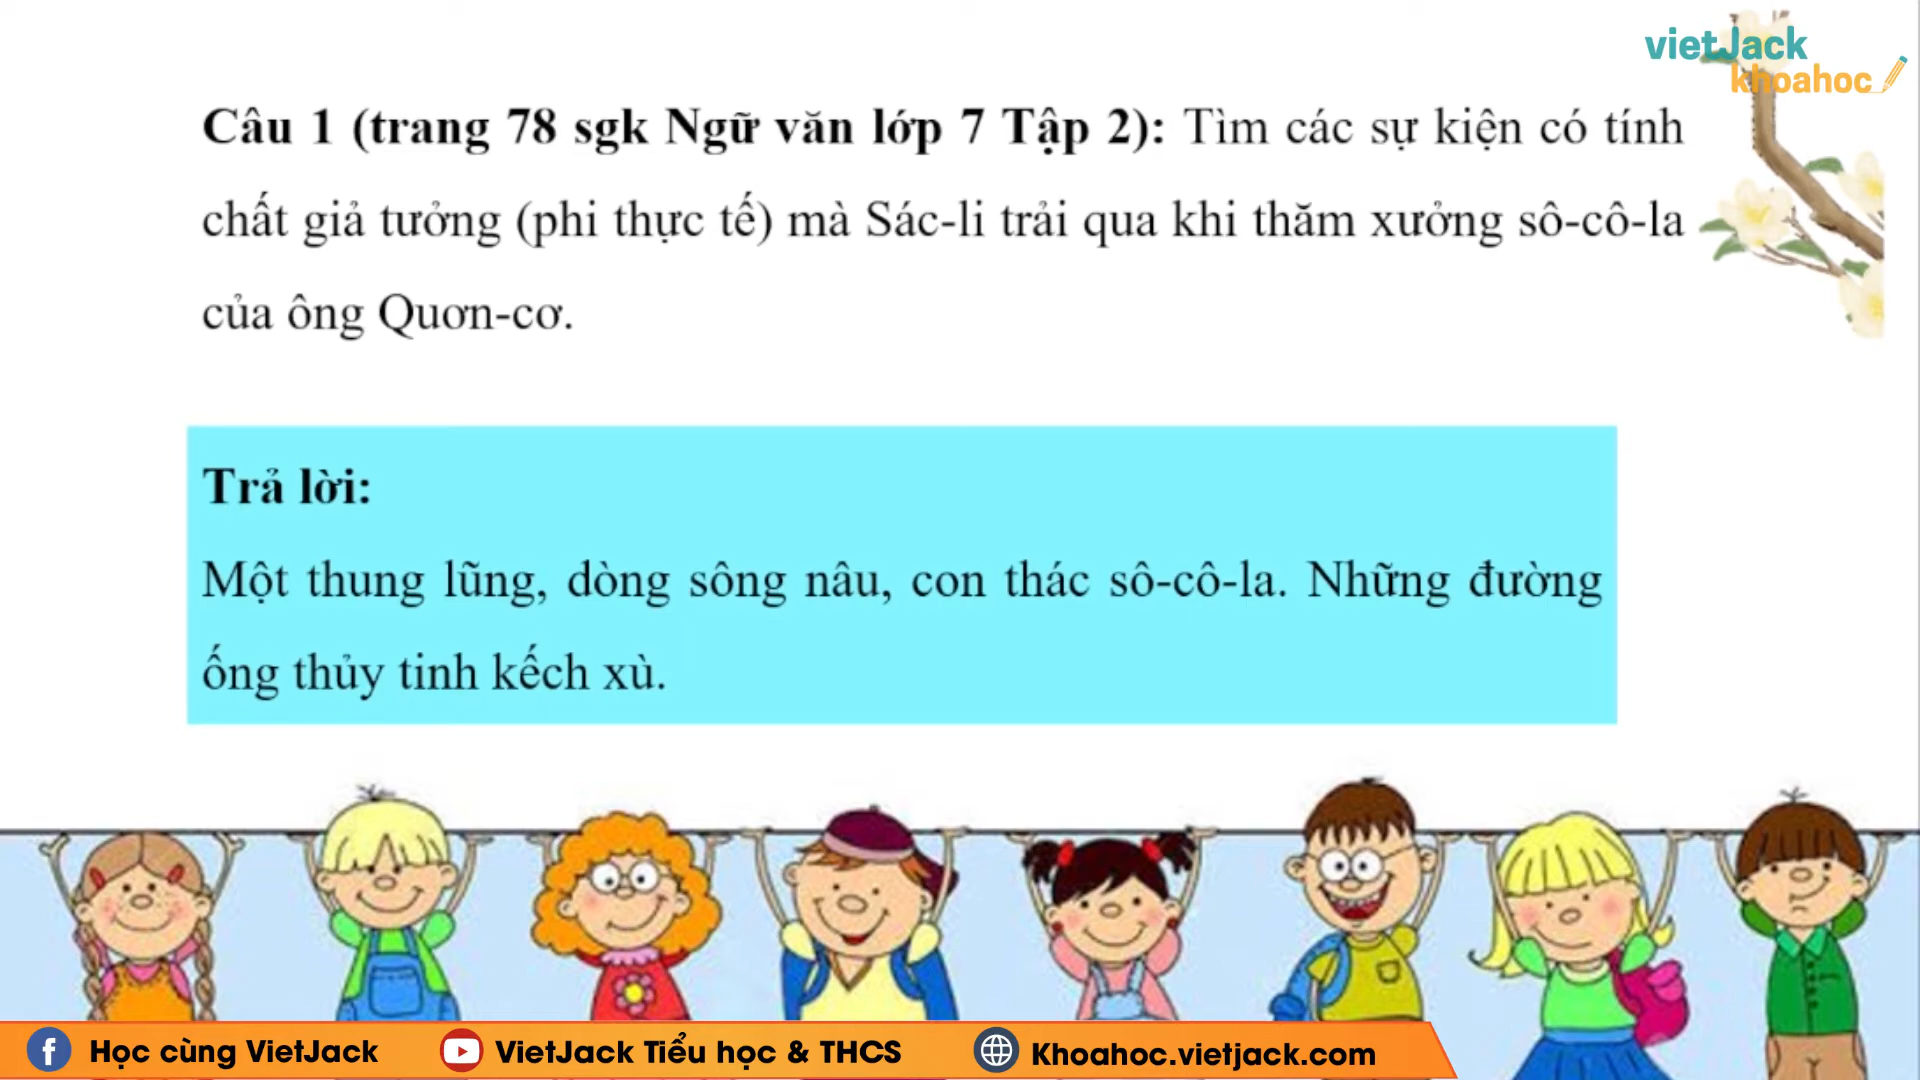 vietJack
khoahoc
Câu 1 (trang 78 sgk Ngữ văn lớp 7 Tập 2): Tìm các sự kiện có tính
chất giả tưởng (phi thực tế) mà Sác-li trải qua khi thăm xưởng sô-cô-la
của ông Quơn-cơ.
Trả lời:
Một thung lũng, dòng sông nâu, con thác sô-cô-la. Những đường
ống thủy tinh kếch xù.
Học cùng VietJack
VietJack Tiểu học & THCS
Khoahoc.vietjack.com